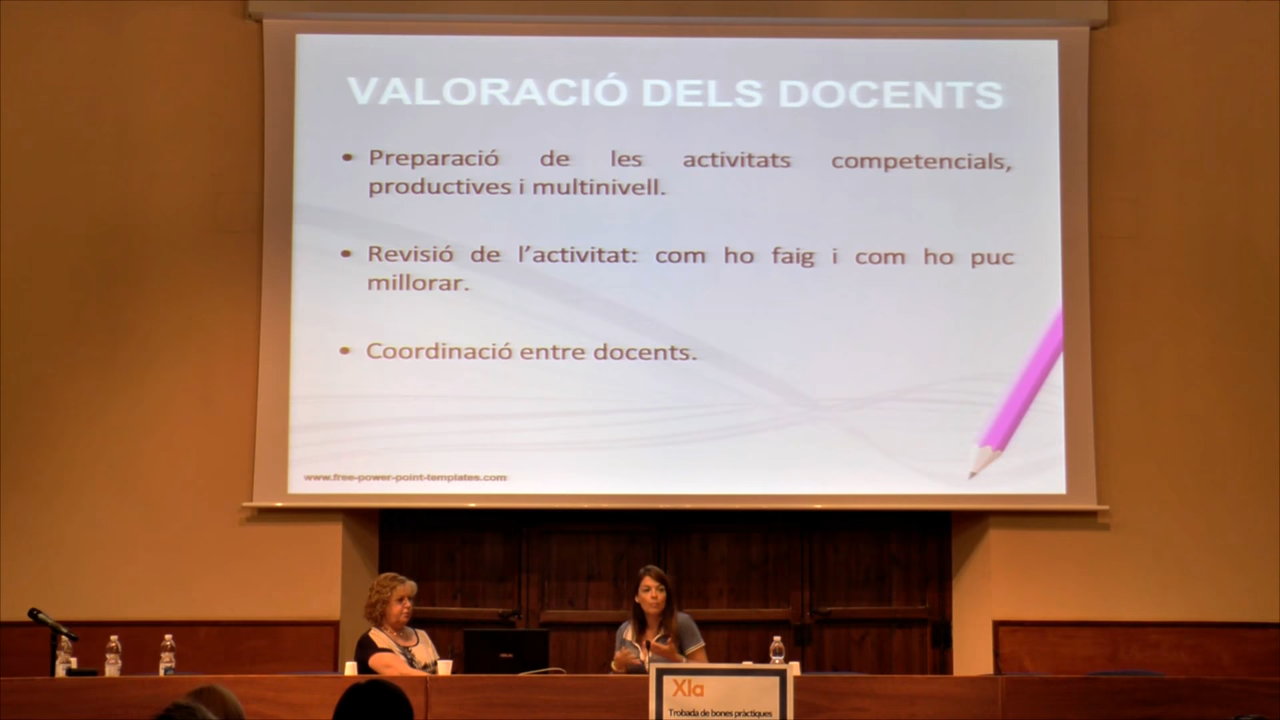 VALORACIÓ DELS DOCENTS
• Preparació de les activitats competencials,
productives i multinivell.
• Revisió de l'activitat: com ho faig i com ho puc
millorar.
• Coordinació entre docents.
www.free-power-point-templates.com
XIa
Trobada de bones pràctiques